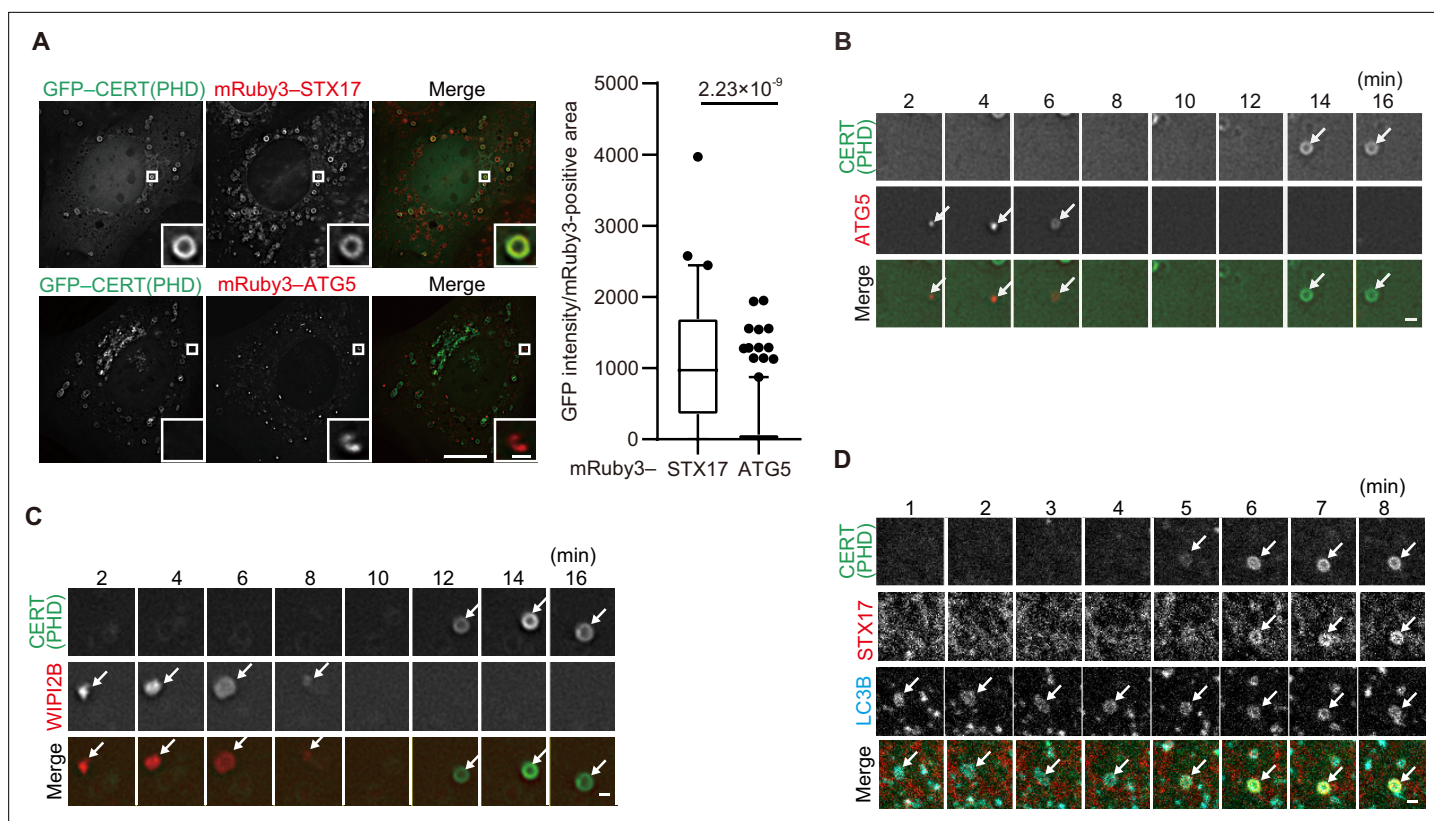 A
GFP–CERT(PHD) mRuby3–STX17 Merge
GFP–CERT(PHD) mRuby3–ATG5 Merge
GFP intensity/mRuby3-positive area
5000
4000
3000
2000
1000
0
2.23×10⁻⁹
mRuby3– STX17 ATG5
B
(min)
2 4 6 8 10 12 14 16
CERT
(PHD)
ATG5
Merge
C
(min)
2 4 6 8 10 12 14 16
CERT
(PHD)
WIPI2B
Merge
D
(min)
1 2 3 4 5 6 7 8
CERT
(PHD)
STX17
LC3B
Merge